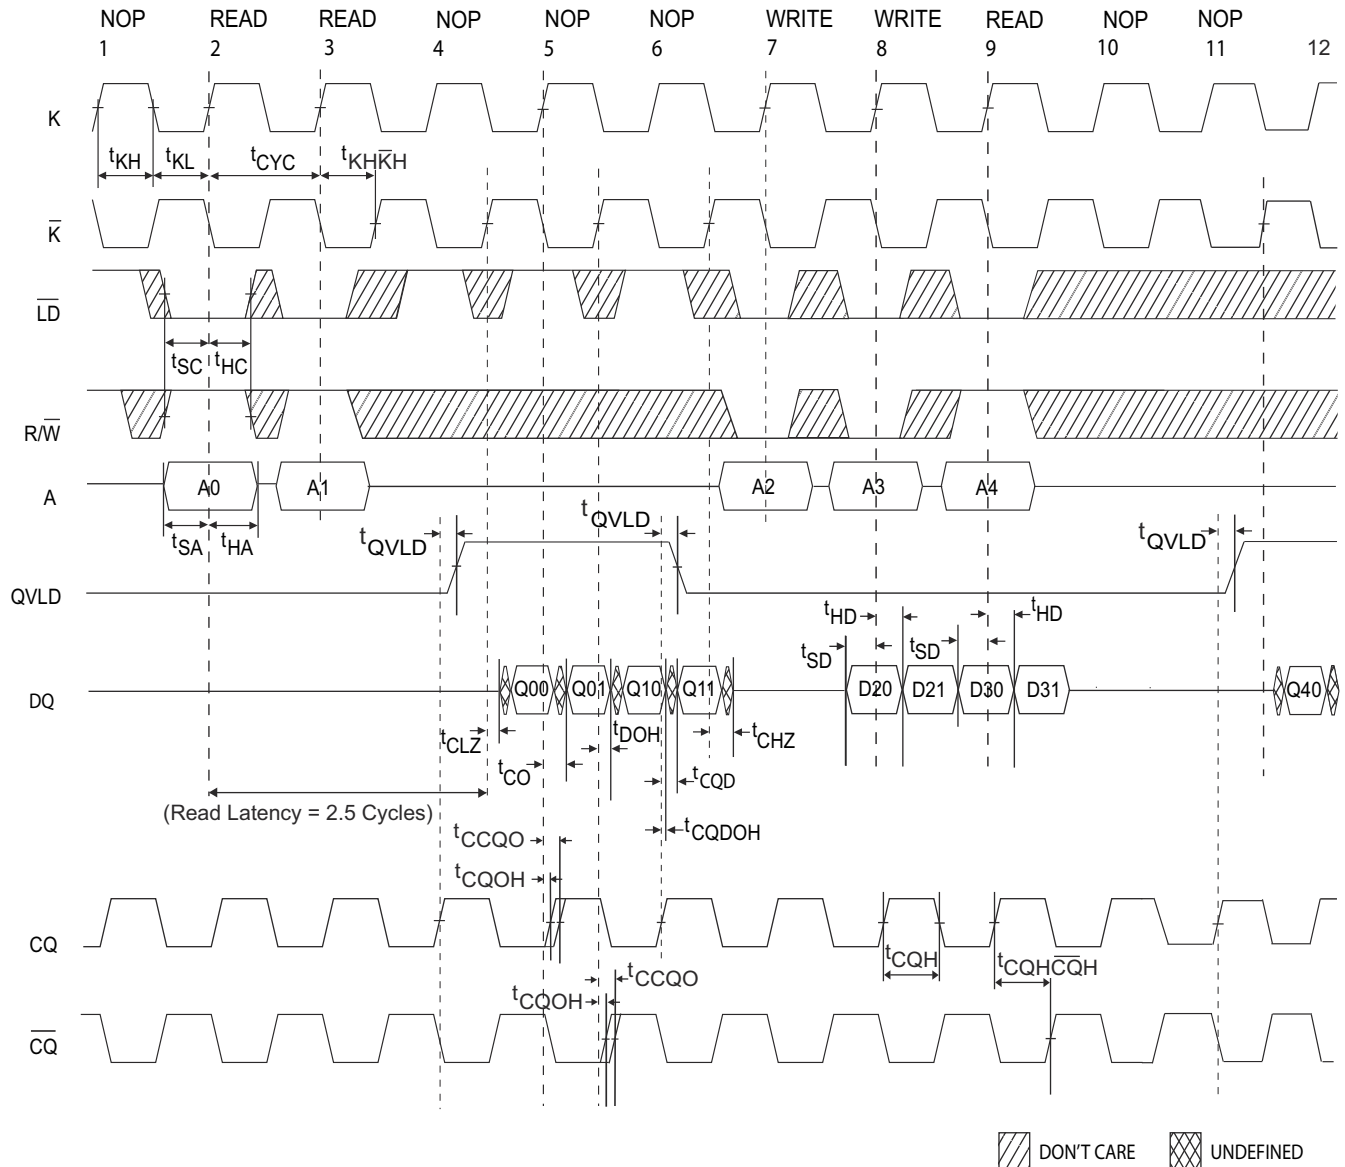 NOP READ READ NOP NOP NOP WRITE WRITE READ NOP NOP
1 2 3 4 5 6 7 8 9 10 11 12
K
tKH tKL tCYC tKHK̅H
K̅
L̅D̅
tSC tHC
R/W̅
A A0 A1 A2 A3 A4
tSA tHA tQVLD tQVLD tQVLD
QVLD
tHD tHD
tSD tSD
DQ Q00 Q01 Q10 Q11 D20 D21 D30 D31 Q40
tCLZ tDOH tCHZ
tCO tCQD
(Read Latency = 2.5 Cycles)
tCQDOH
tCCQO
tCQOH
CQ
tCQH tCQHC̅Q̅H
tCCQO
tCQOH
C̅Q̅
DON'T CARE UNDEFINED